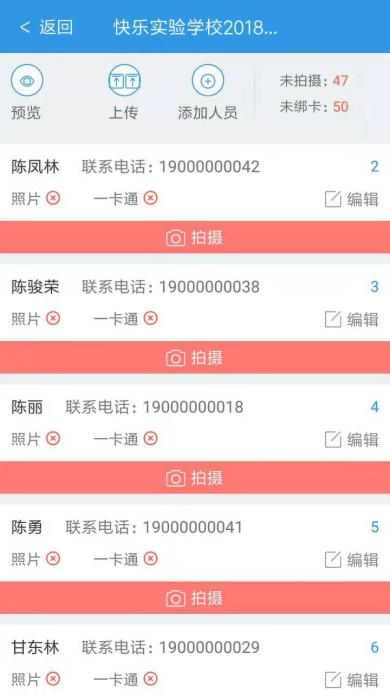 < 返回 快乐实验学校2018...
预览 上传 添加人员 未拍摄: 47
未绑卡: 50
陈凤林 联系电话: 19000000042 2
照片 一卡通 编辑
拍摄
陈骏荣 联系电话: 19000000038 3
照片 一卡通 编辑
拍摄
陈丽 联系电话: 19000000018 4
照片 一卡通 编辑
拍摄
陈勇 联系电话: 19000000041 5
照片 一卡通 编辑
拍摄
甘东林 联系电话: 19000000029 6
照片 一卡通 编辑